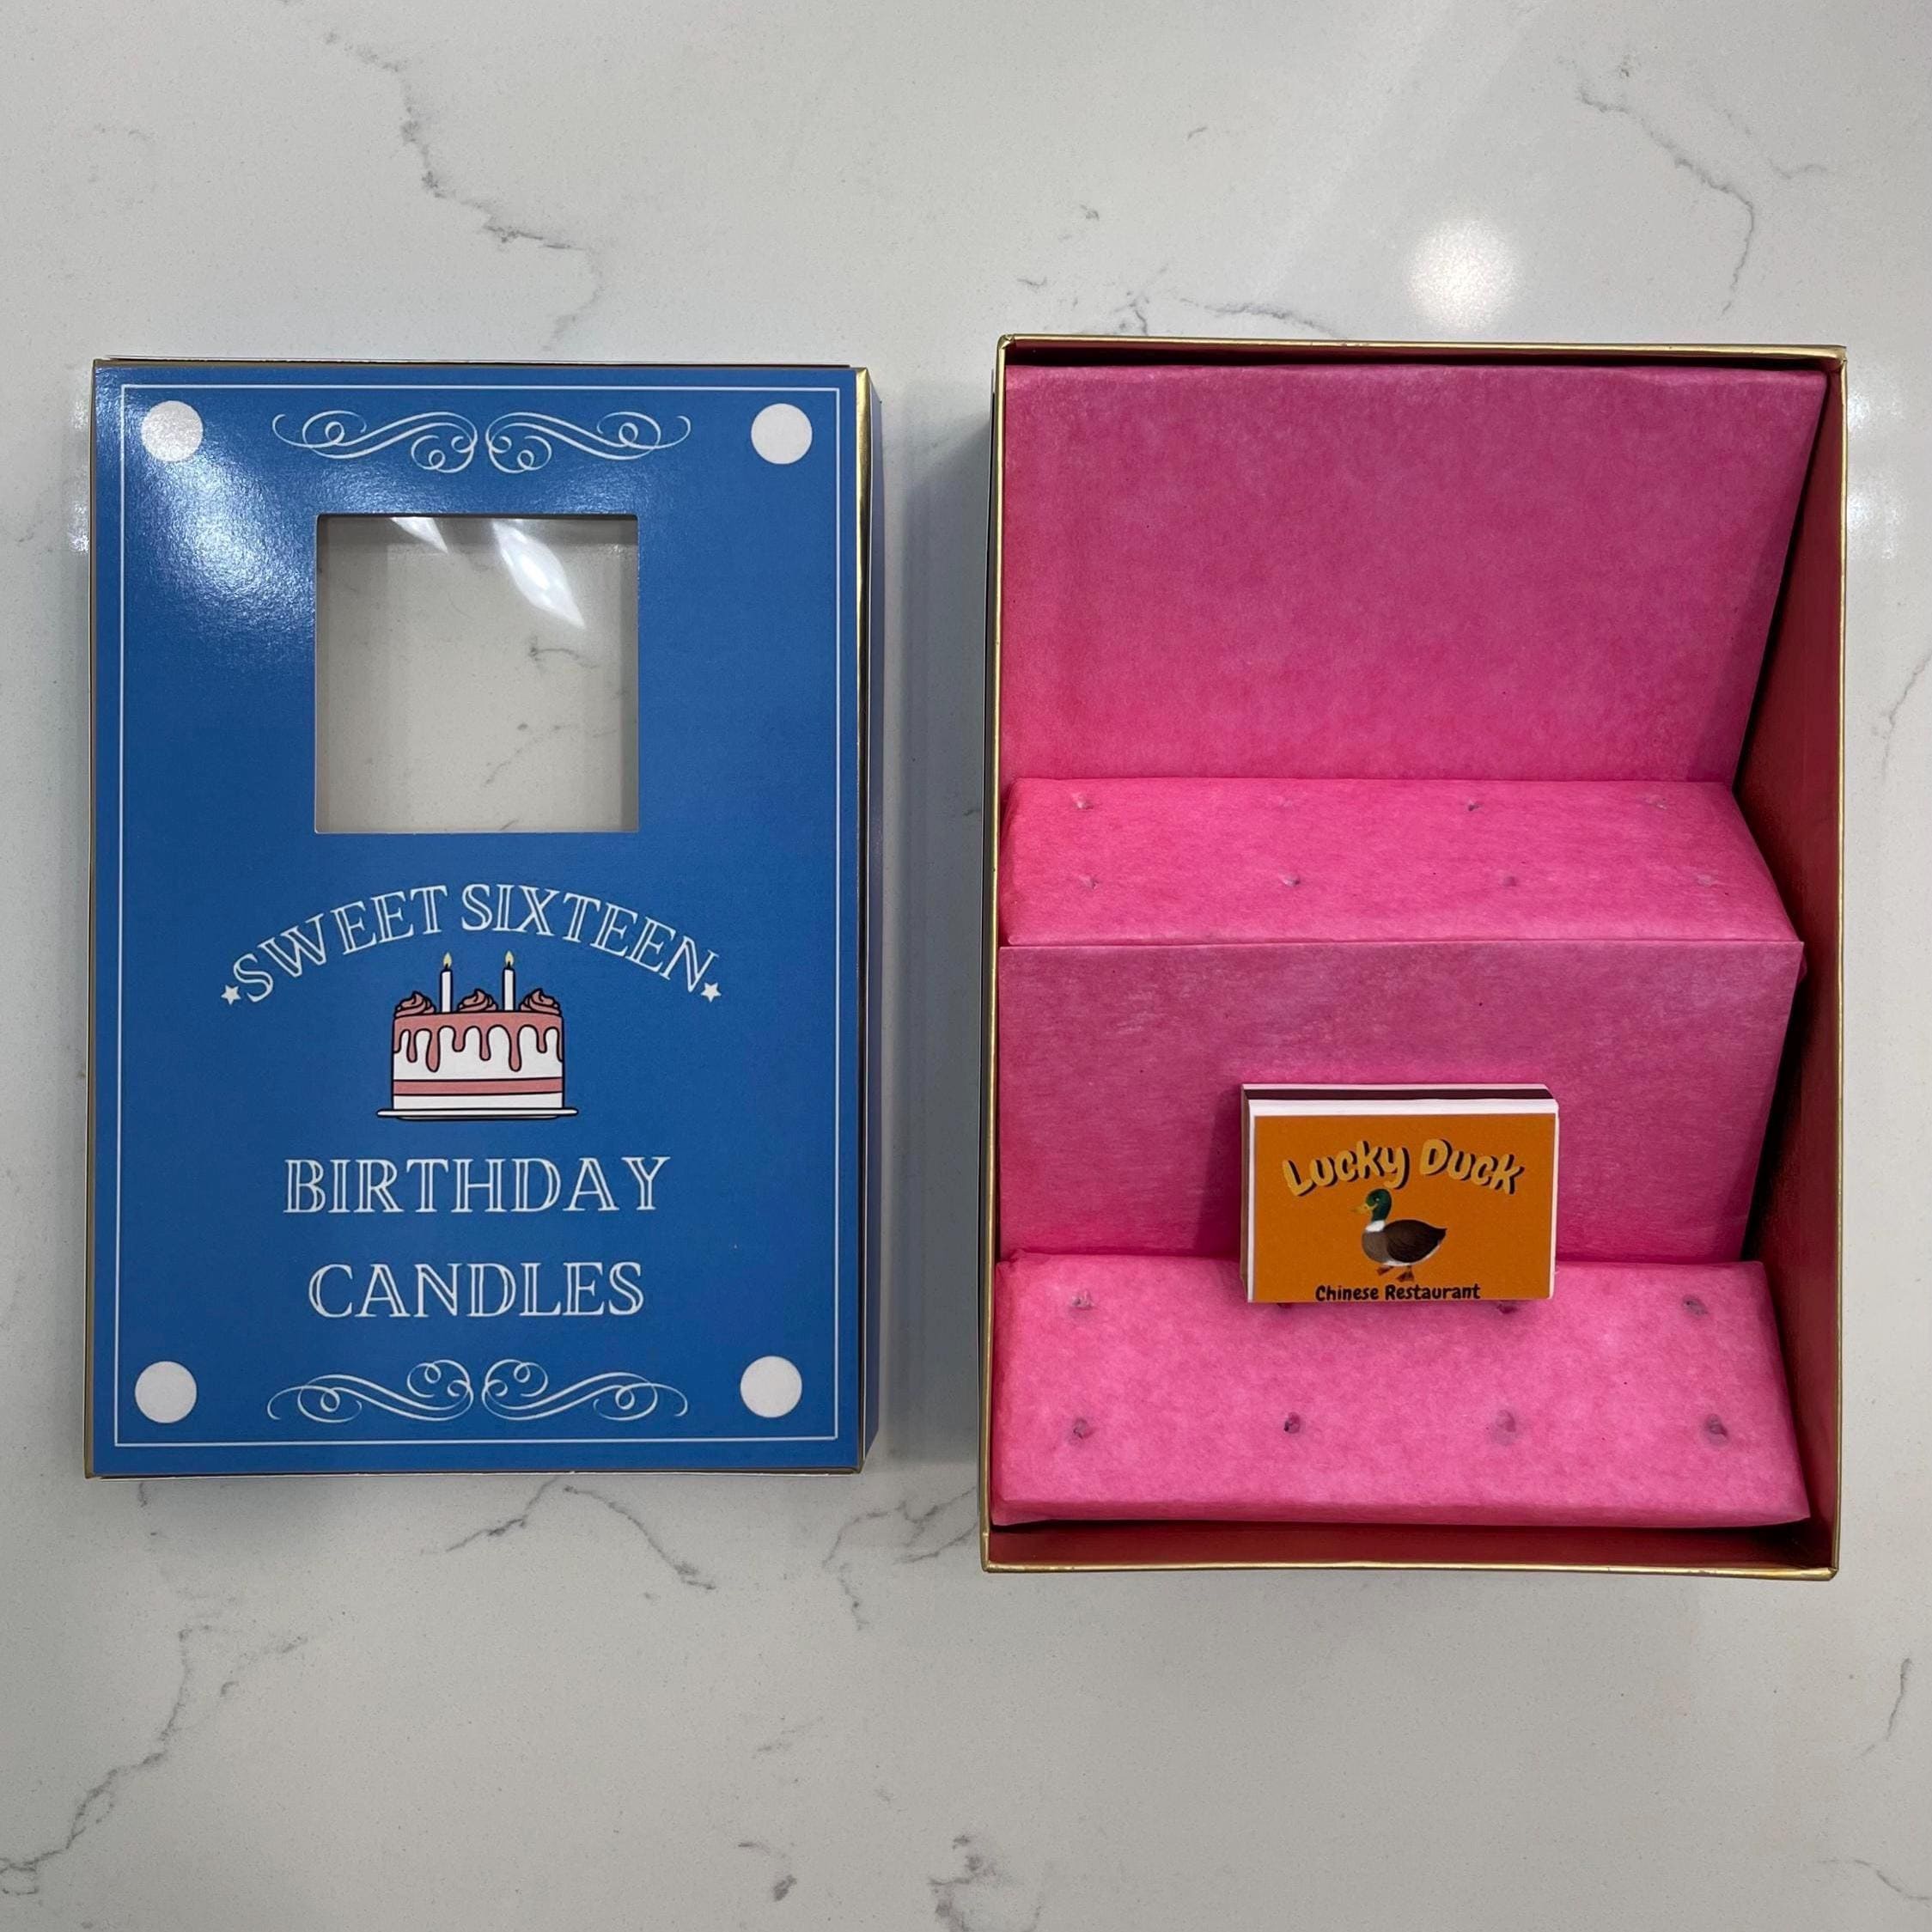 SWEET SIXTEEN
BIRTHDAY
CANDLES
Lucky Duck
Chinese Restaurant